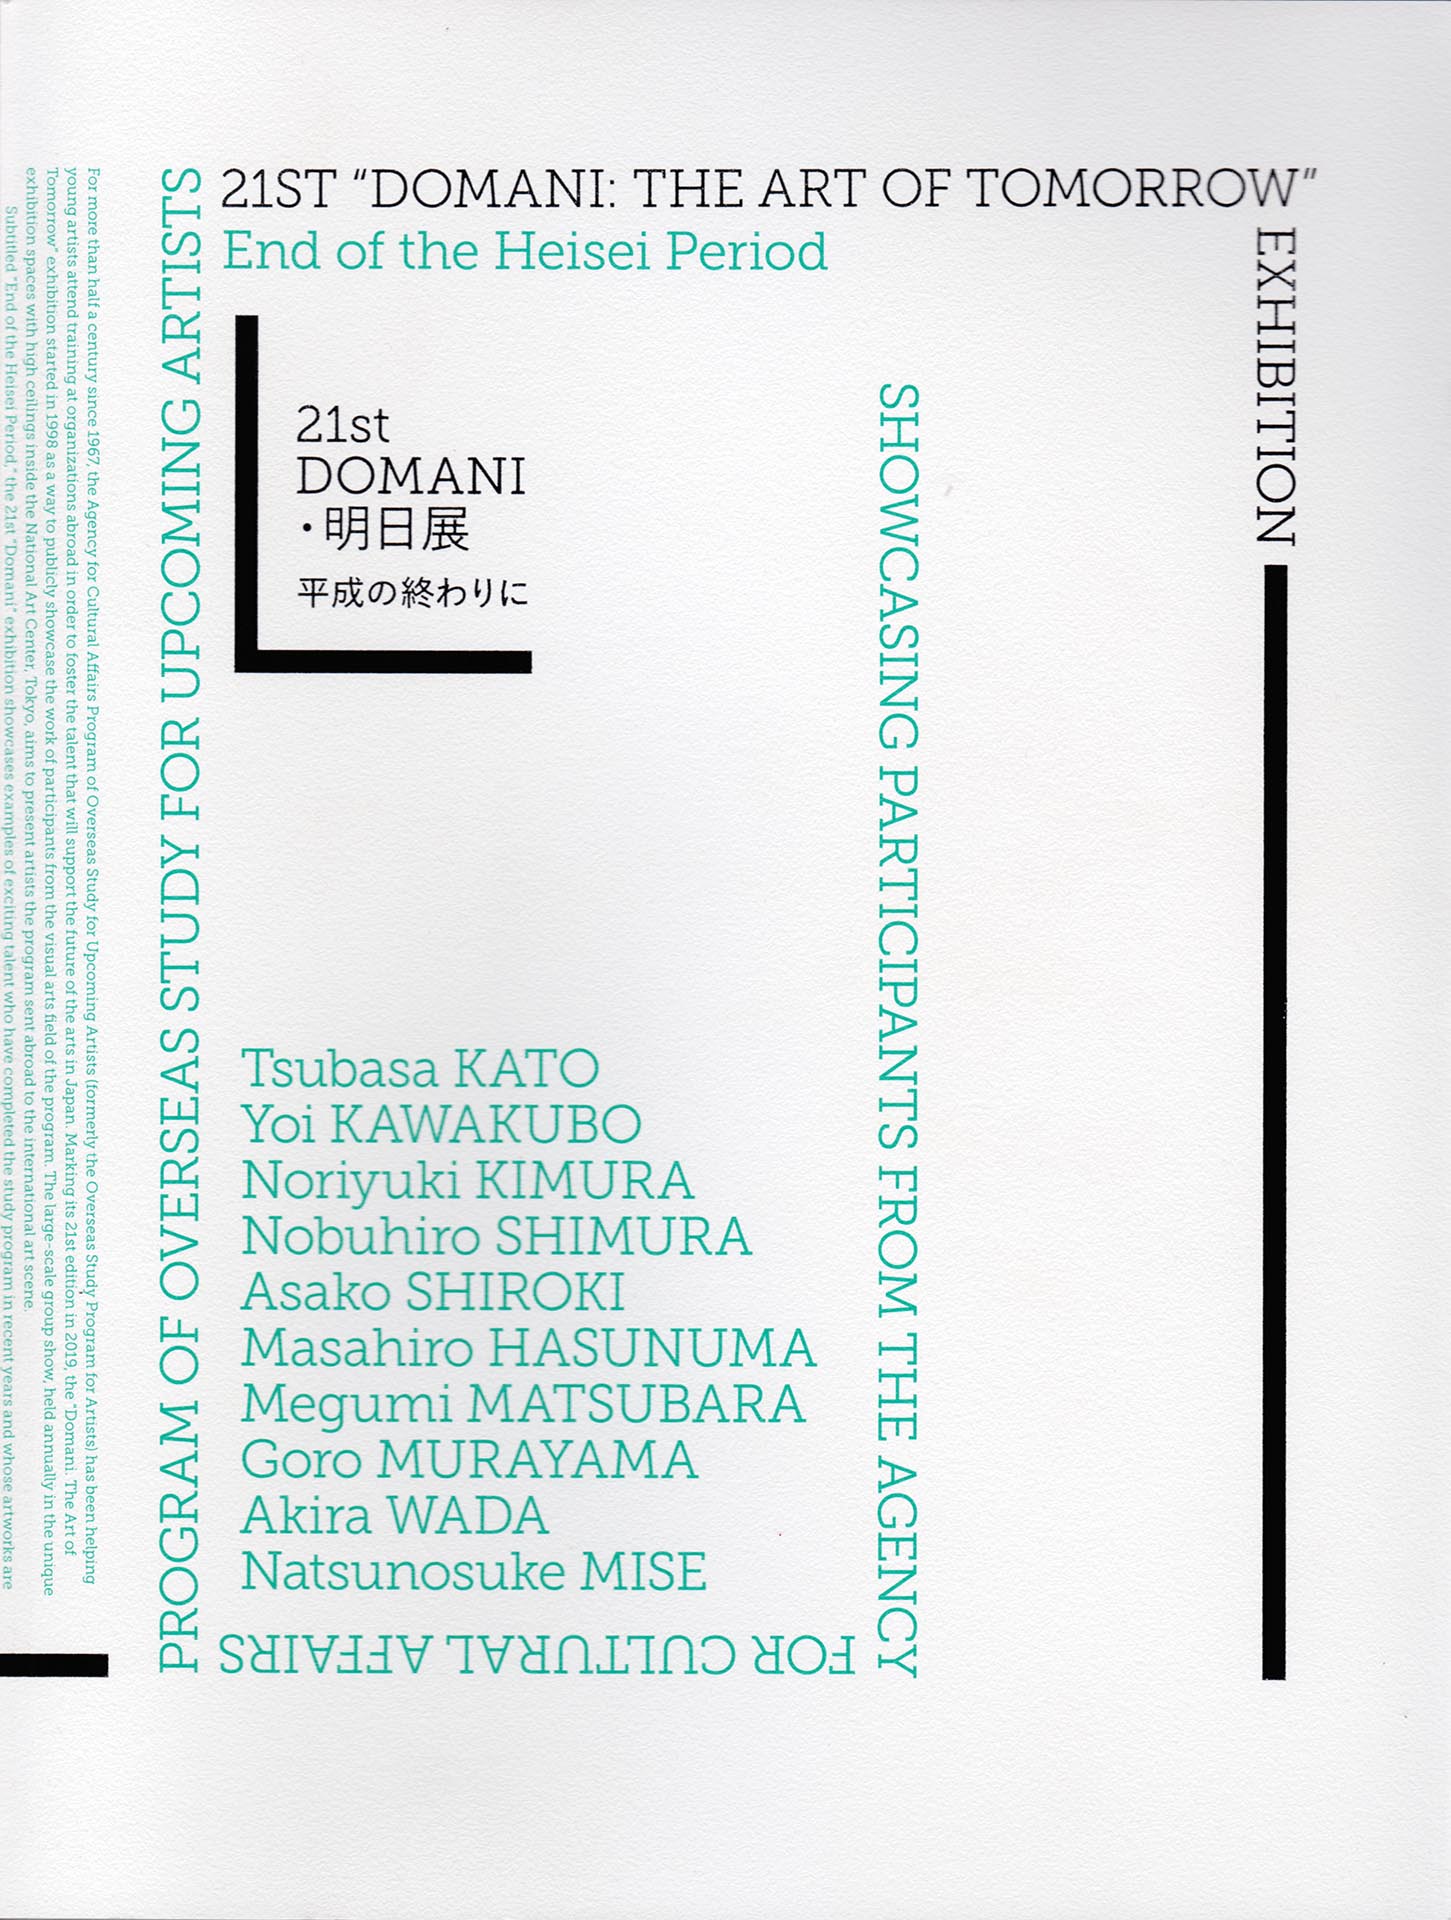 21ST “DOMANI: THE ART OF TOMORROW”
EXHIBITION
End of the Heisei Period
21st
DOMANI
・明日展
平成の終わりに
SHOWCASING PARTICIPANTS FROM THE AGENCY
FOR CULTURAL AFFAIRS
PROGRAM OF OVERSEAS STUDY FOR UPCOMING ARTISTS
Tsubasa KATO
Yoi KAWAKUBO
Noriyuki KIMURA
Nobuhiro SHIMURA
Asako SHIROKI
Masahiro HASUNUMA
Megumi MATSUBARA
Goro MURAYAMA
Akira WADA
Natsunosuke MISE
For more than half a century since 1967, the Agency for Cultural Affairs Program of Overseas Study for Upcoming Artists (formerly the Overseas Study Program for Artists) has been helping
young artists attend training at organizations abroad in order to foster the talent that will support the future of the arts in Japan. Marking its 21st edition in 2019, the “Domani: The Art of
Tomorrow” exhibition started in 1998 as a way to publicly showcase the work of participants from the visual arts field of the program. The large-scale group show, held annually in the unique
exhibition spaces with high ceilings inside the National Art Center, Tokyo, aims to present artists the program sent abroad to the international art scene.
Subtitled “End of the Heisei Period,” the 21st “Domani” exhibition showcases examples of exciting talent who have completed the study program in recent years and whose artworks are